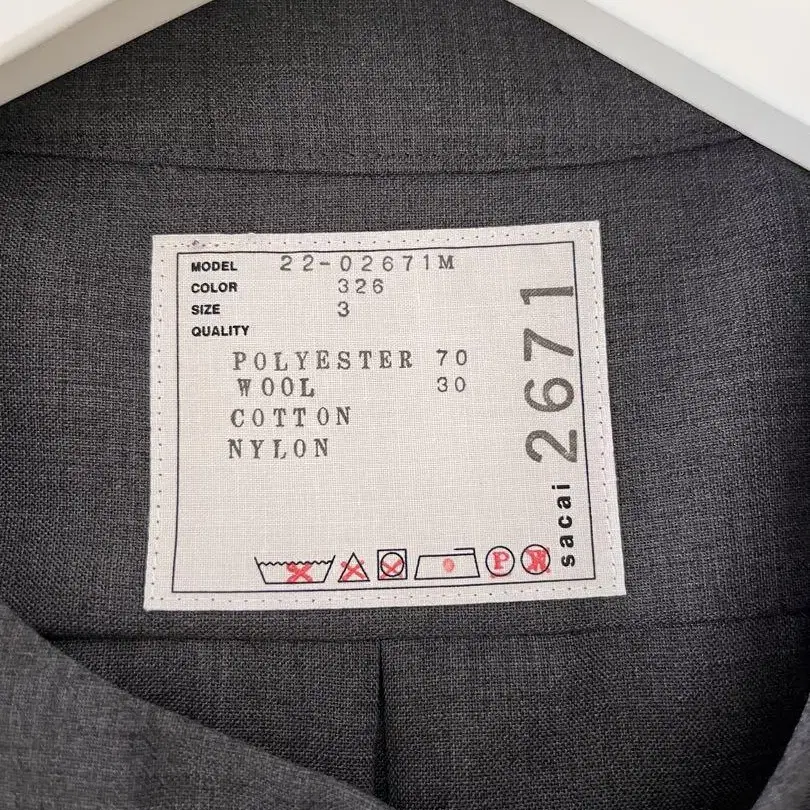 MODEL 22-02671M
COLOR 326
SIZE 3
QUALITY
POLYESTER 70
WOOL 30
COTTON
NYLON
sacai 2671
P W